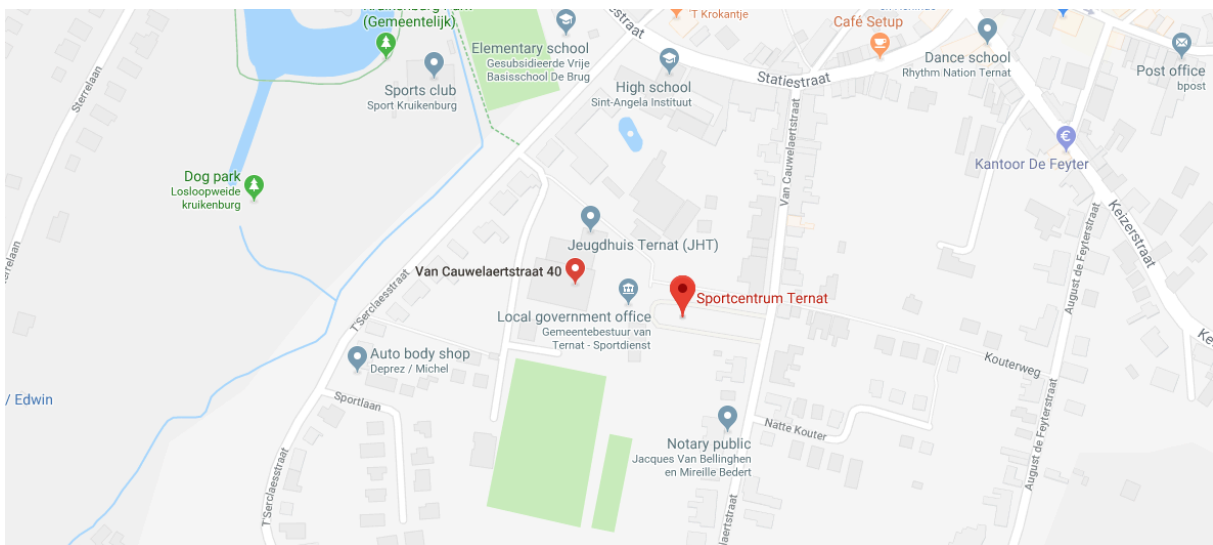 (Gemeentelijk)
'T Krokantje
Café Setup
Elementary school
Gesubsidieerde Vrije
Basisschool De Brug
High school
Sint-Angela Instituut
Statiestraat
Dance school
Rhythm Nation Ternat
Post office
bpost
Sterrelaan
Sports club
Sport Kruikenburg
Kantoor De Feyter
Dog park
Losloopweide
kruikenburg
Van Cauwelaertstraat
Keizerstraat
August de Feyterstraat
Jeugdhuis Ternat (JHT)
Van Cauwelaertstraat 40
Sportcentrum Ternat
Local government office
Gemeentebestuur van
Ternat - Sportdienst
T Serclaesstraat
Auto body shop
Deprez / Michel
Kouterweg
/ Edwin
Sportlaan
Natte Kouter
Notary public
Jacques Van Bellinghen
en Mireille Bedert
August de Feyterstraat
T Serclaesstraat